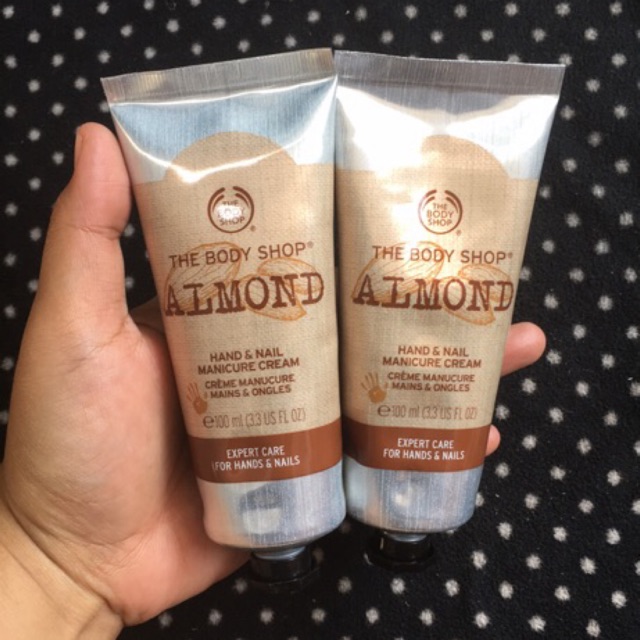 THE
BODY
SHOP
THE BODY SHOP®
ALMOND
HAND & NAIL
MANICURE CREAM
CRÈME MANUCURE
MAINS & ONGLES
℮100 ml (3.3 US FL OZ)
EXPERT CARE
FOR HANDS & NAILS
THE
BODY
SHOP
THE BODY SHOP®
ALMOND
HAND & NAIL
MANICURE CREAM
CRÈME MANUCURE
MAINS & ONGLES
℮100 ml (3.3 US FL OZ)
EXPERT CARE
FOR HANDS & NAILS